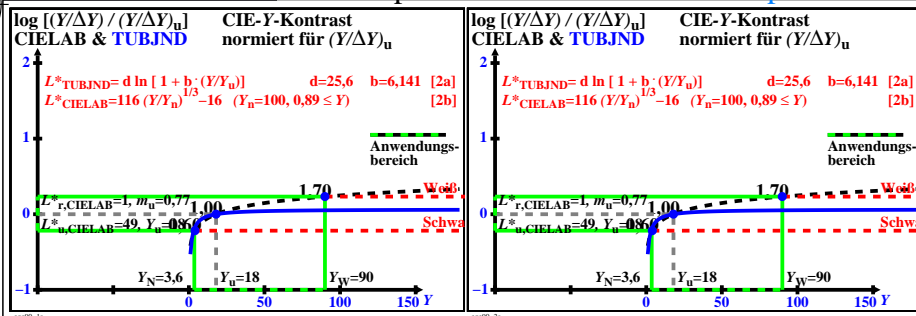 log [(Y/ΔY) / (Y/ΔY)u] CIE-Y-Kontrast
CIELAB & TUBJND normiert für (Y/ΔY)u
2
L*TUBJND= d ln [ 1 + b·(Y/Yu)] d=25,6 b=6,141 [2a]
L*CIELAB=116 (Y/Yn)1/3−16 (Yn=100, 0,89 ≤ Y) [2b]
1
Anwendungs-
bereich
1,70 Weiß
L*r,CIELAB=1, mu=0,77 1,00
0
L*u,CIELAB=49, Yu= Schwa
YN=3,6 Yu=18 YW=90
−1
0 50 100 150 Y
log [(Y/ΔY) / (Y/ΔY)u] CIE-Y-Kontrast
CIELAB & TUBJND normiert für (Y/ΔY)u
2
L*TUBJND= d ln [ 1 + b·(Y/Yu)] d=25,6 b=6,141 [2a]
L*CIELAB=116 (Y/Yn)1/3−16 (Yn=100, 0,89 ≤ Y) [2b]
1
Anwendungs-
bereich
1,70 Weiß
L*r,CIELAB=1, mu=0,77 1,00
0
L*u,CIELAB=49, Yu= Schwa
YN=3,6 Yu=18 YW=90
−1
0 50 100 150 Y